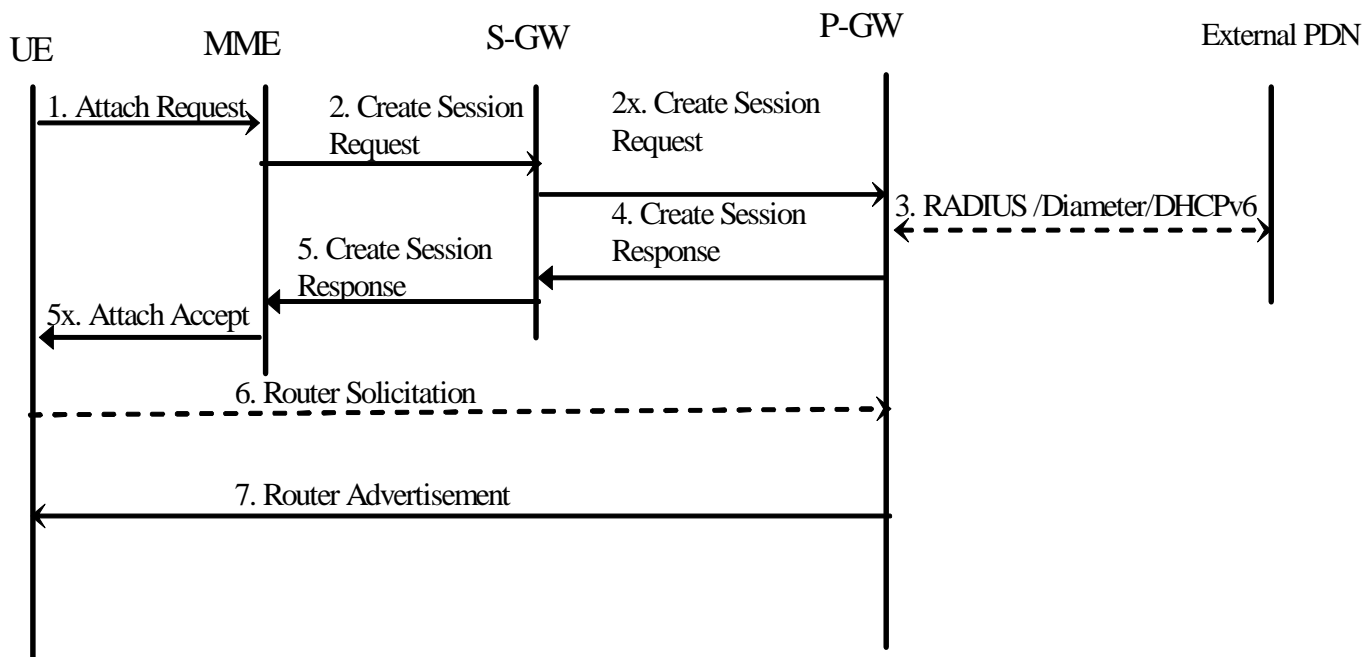 UE
MME
S-GW
P-GW
External PDN
1. Attach Request
2. Create Session
Request
2x. Create Session
Request
3. RADIUS /Diameter/DHCPv6
4. Create Session
Response
5. Create Session
Response
5x. Attach Accept
6. Router Solicitation
7. Router Advertisement